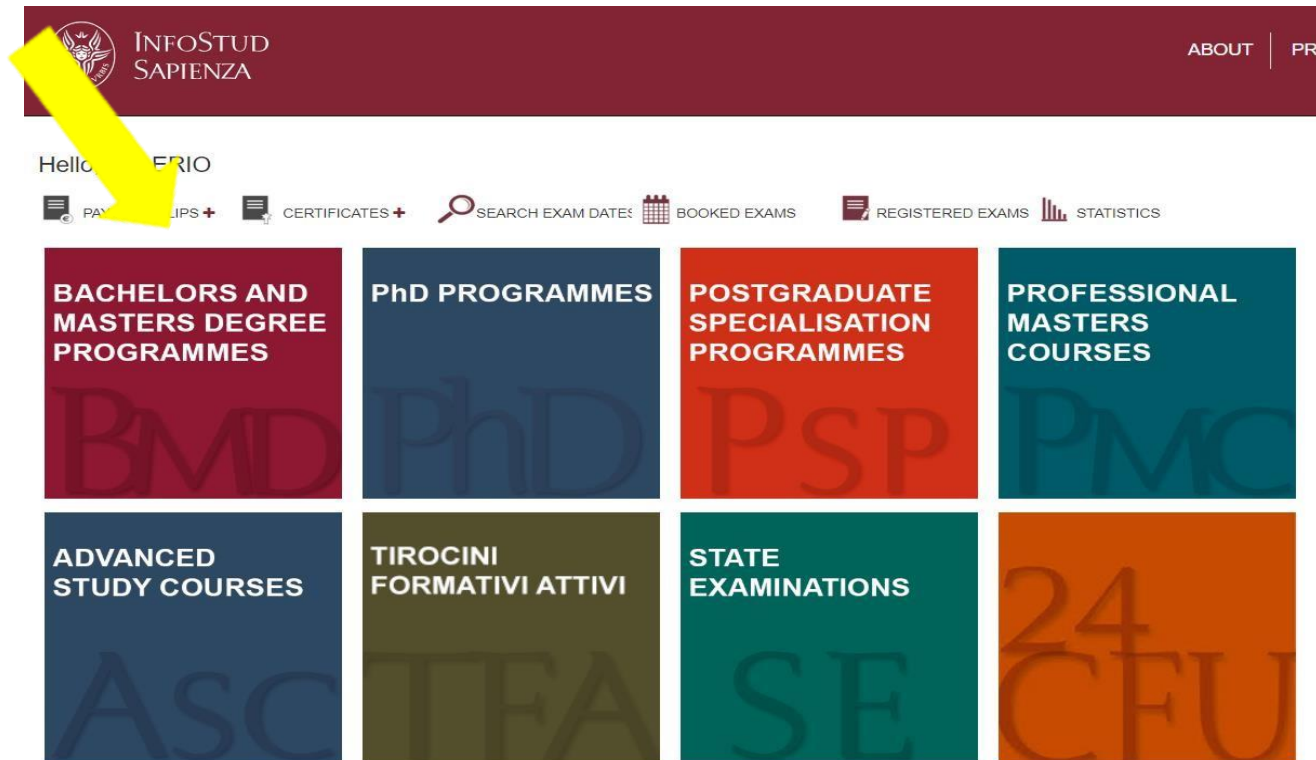 INFOSTUD
SAPIENZA
ABOUT
Hello
CERTIFICATES +
SEARCH EXAM DATES
BOOKED EXAMS
REGISTERED EXAMS
STATISTICS
BACHELORS AND
MASTERS DEGREE
PROGRAMMES
BMD
PhD PROGRAMMES
PhD
POSTGRADUATE
SPECIALISATION
PROGRAMMES
PSP
PROFESSIONAL
MASTERS
COURSES
PMC
ADVANCED
STUDY COURSES
ASC
TIROCINI
FORMATIVI ATTIVI
TFA
STATE
EXAMINATIONS
SE
24
CFU